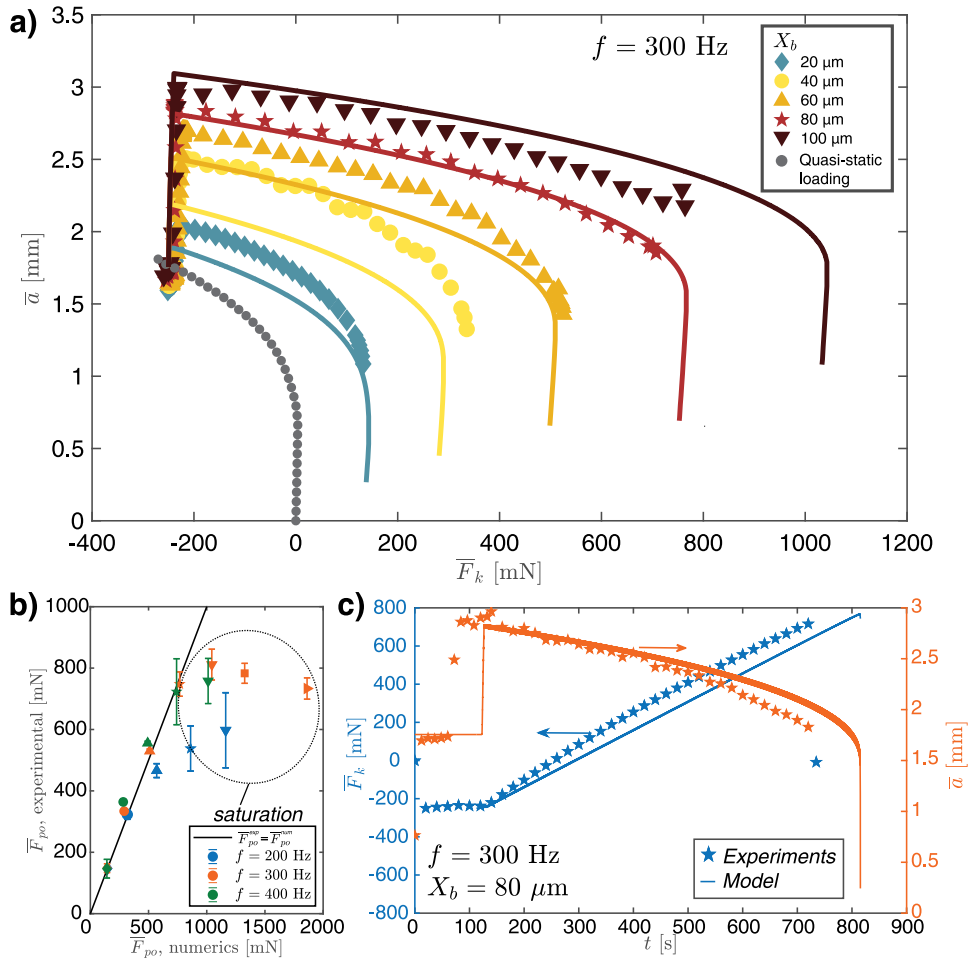 a)
f = 300 Hz
X_b
20 µm
40 µm
60 µm
80 µm
100 µm
Quasi-static
loading
3.5
3
2.5
2
1.5
1
0.5
0
a̅ [mm]
-400 -200 0 200 400 600 800 1000 1200
F̅_k [mN]
b)
1000
800
600
400
200
0
F̅_po, experimental [mN]
saturation
F̅_po^exp = F̅_po^num
f = 200 Hz
f = 300 Hz
f = 400 Hz
0 500 1000 1500 2000
F̅_po, numerics [mN]
c)
800
600
400
200
0
-200
-400
-600
-800
F̅_k [mN]
3
2.5
2
1.5
1
0.5
0
a̅ [mm]
f = 300 Hz
X_b = 80 µm
Experiments
Model
0 100 200 300 400 500 600 700 800 900
t [s]